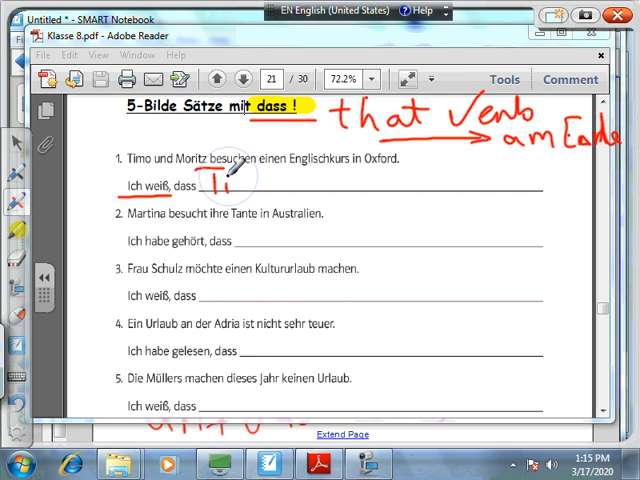 Untitled * - SMART Notebook
EN English (United States) Help
Klasse 8.pdf - Adobe Reader
File Edit View Window Help x
21 / 30 72.2% Tools Comment
5-Bilde Sätze mit dass !
that Verb
am Ende
1. Timo und Moritz besuchen einen Englischkurs in Oxford.
Ich weiß, dass Ti
2. Martina besucht ihre Tante in Australien.
Ich habe gehört, dass
3. Frau Schulz möchte einen Kultururlaub machen.
Ich weiß, dass
4. Ein Urlaub an der Adria ist nicht sehr teuer.
Ich habe gelesen, dass
5. Die Müllers machen dieses Jahr keinen Urlaub.
Ich weiß, dass
Extend Page
1:15 PM
3/17/2020